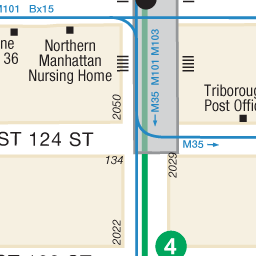 M101 Bx15
ne
36
Northern
Manhattan
Nursing Home
M35 M101 M103
2050
Triborough
Post Offic
ST 124 ST
M35
134
2029
2022
4